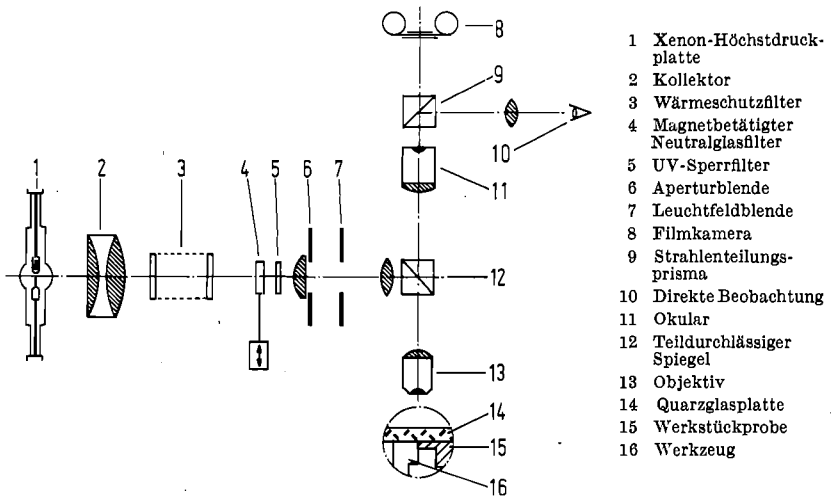 8
9
10
11
1
2
3
4
5
6
7
12
13
14
15
16
1 Xenon-Höchstdruck-
platte
2 Kollektor
3 Wärmeschutzfilter
4 Magnetbetätigter
Neutralglasfilter
5 UV-Sperrfilter
6 Aperturblende
7 Leuchtfeldblende
8 Filmkamera
9 Strahlenteilungs-
prisma
10 Direkte Beobachtung
11 Okular
12 Teildurchlässiger
Spiegel
13 Objektiv
14 Quarzglasplatte
15 Werkstückprobe
16 Werkzeug